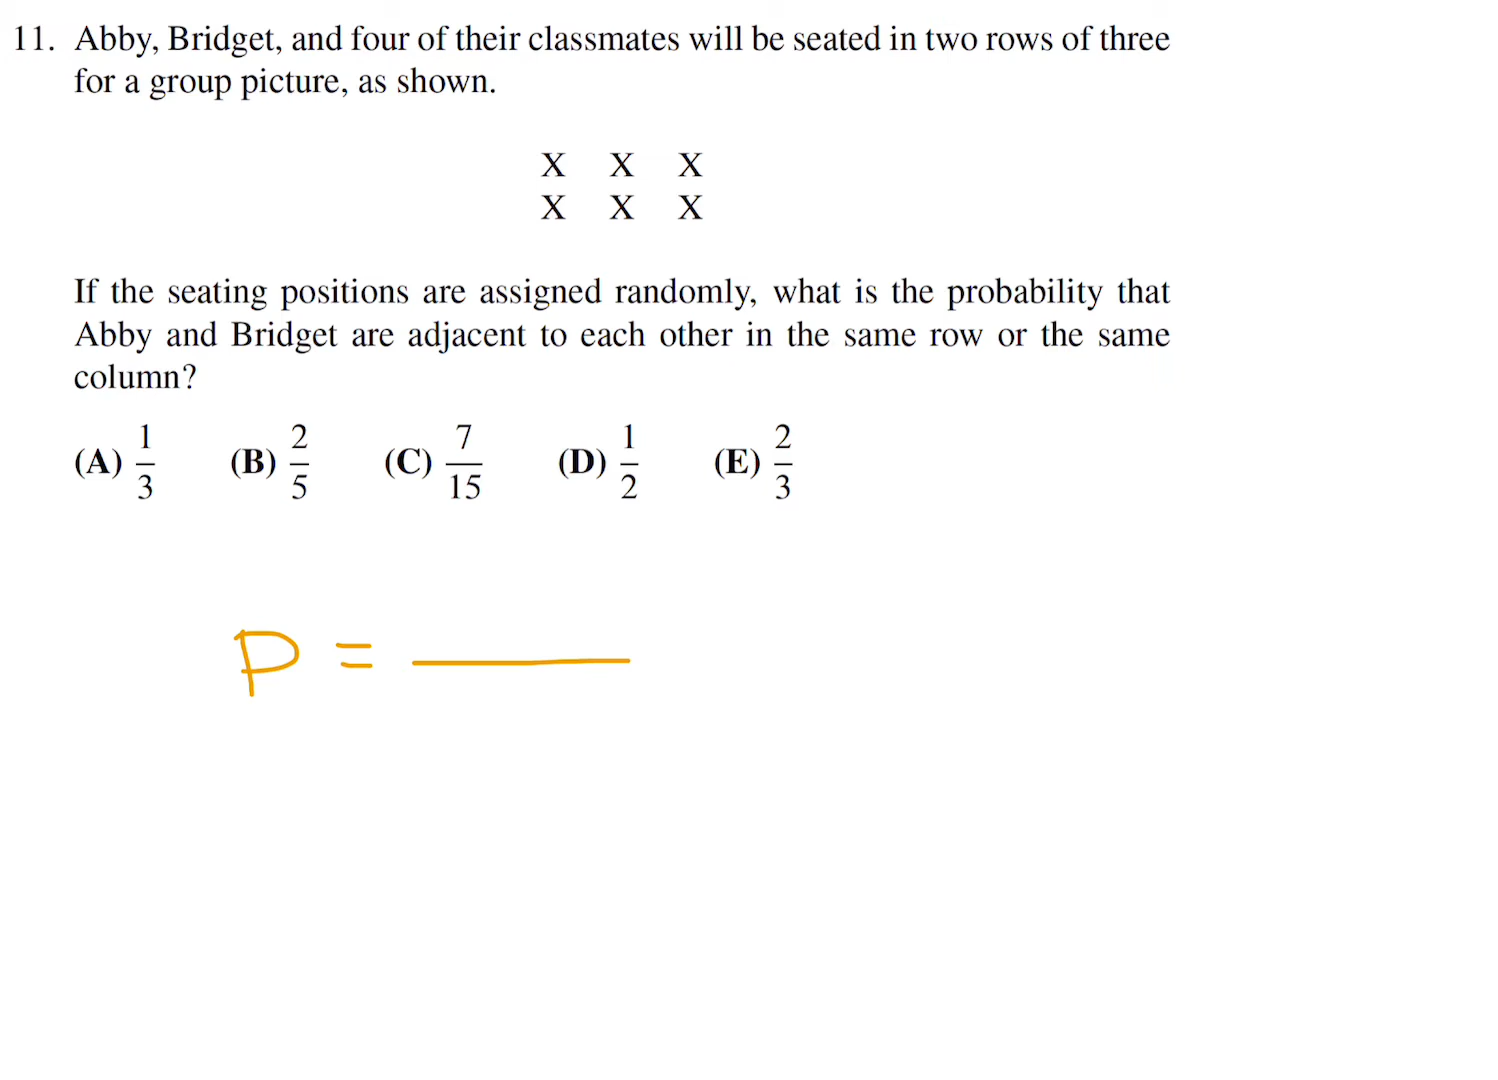 11. Abby, Bridget, and four of their classmates will be seated in two rows of three
for a group picture, as shown.
X X X
X X X
If the seating positions are assigned randomly, what is the probability that
Abby and Bridget are adjacent to each other in the same row or the same
column?
(A) 1/3 (B) 2/5 (C) 7/15 (D) 1/2 (E) 2/3
P =